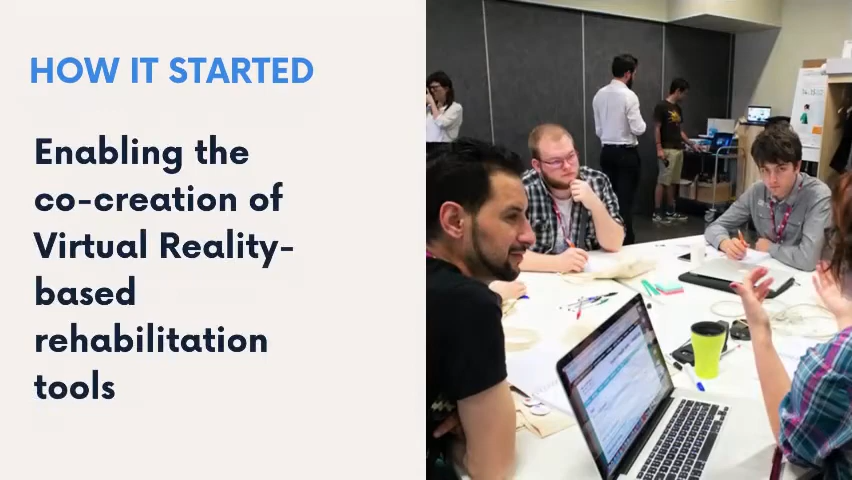 HOW IT STARTED
Enabling the
co-creation of
Virtual Reality-
based
rehabilitation
tools